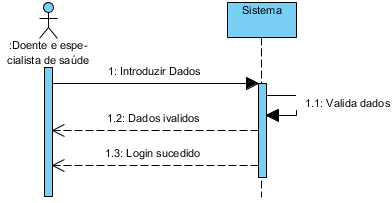 Sistema
:Doente e espe-
cialista de saúde
1: Introduzir Dados
1.1: Valida dados
1.2: Dados ivalidos
1.3: Login sucedido